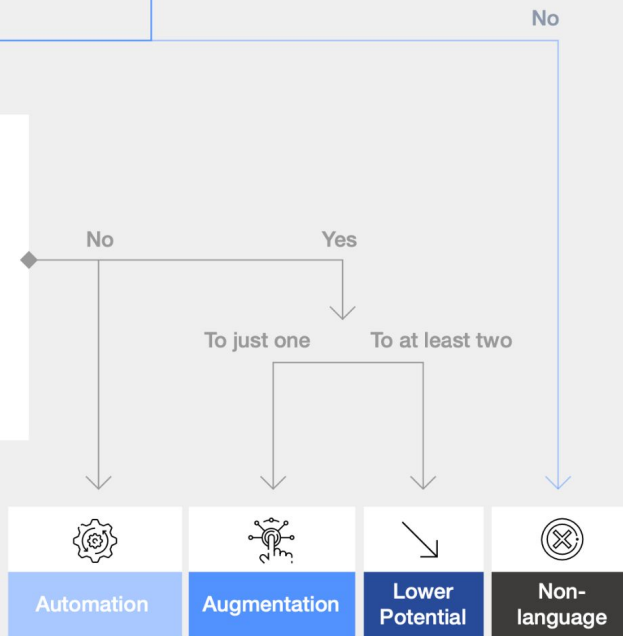 No
No
Yes
To just one
To at least two
Automation
Augmentation
Lower
Potential
Non-
language